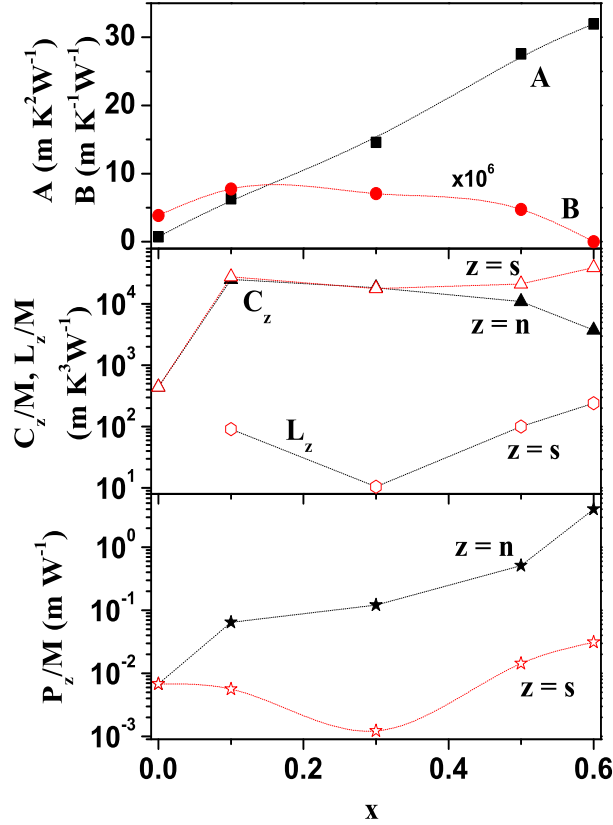 A (m K²W⁻¹)
B (m K⁻¹W⁻¹)
30
20
10
0
A
x10⁶
B
C_z/M, L_z/M
(m K³W⁻¹)
10⁴
10³
10²
10¹
z = s
C_z
z = n
L_z
z = s
P_z/M (m W⁻¹)
10⁰
10⁻¹
10⁻²
10⁻³
z = n
z = s
0.0 0.2 0.4 0.6
x